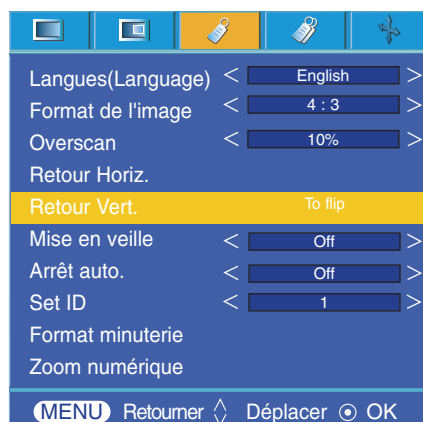 Langues(Language) < English >
Format de l'image < 4 : 3 >
Overscan < 10% >
Retour Horiz.
Retour Vert. To flip
Mise en veille < Off >
Arrêt auto. < Off >
Set ID < 1 >
Format minuterie
Zoom numérique
MENU Retourner Déplacer OK